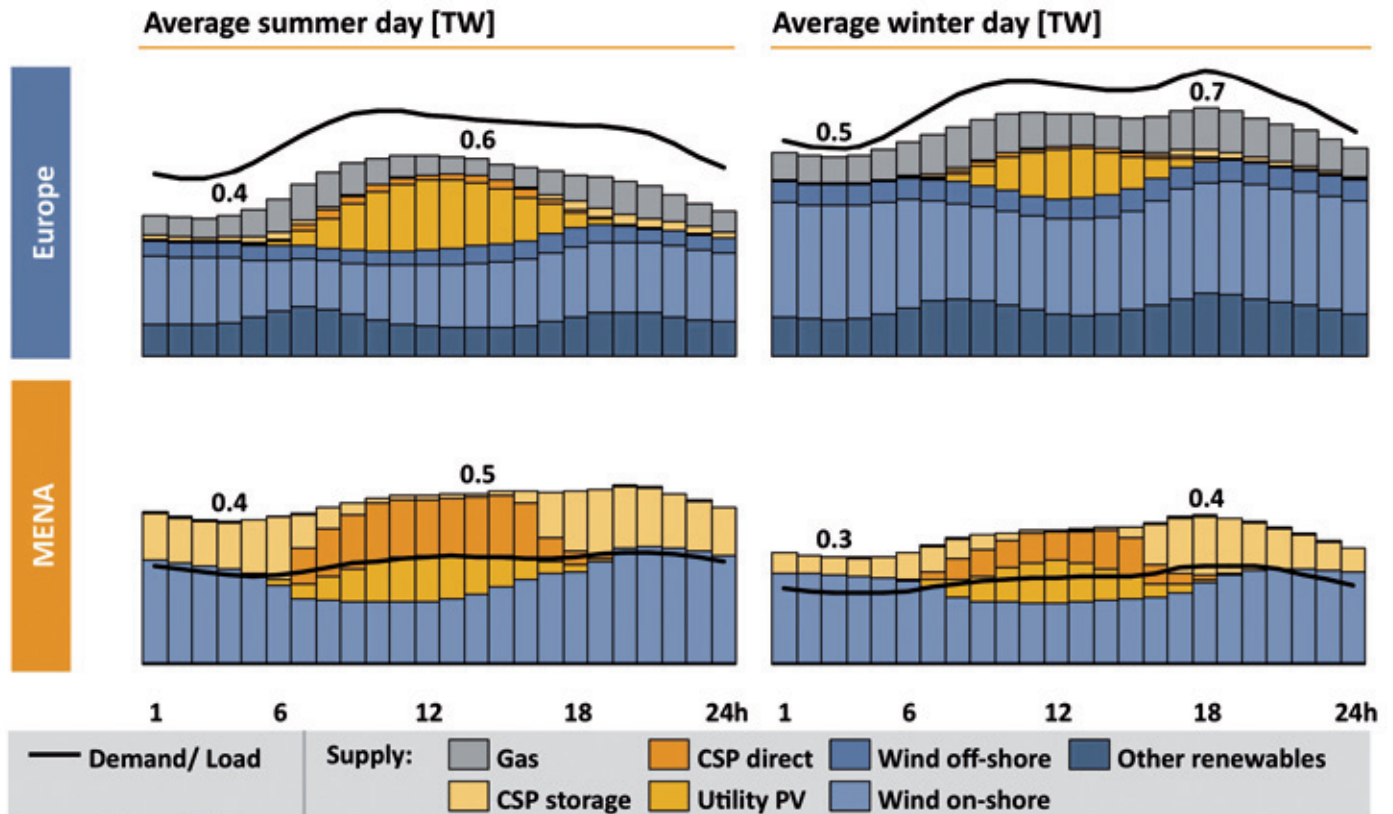 Average summer day [TW]
Average winter day [TW]
Europe
0.4
0.6
0.5
0.7
MENA
0.4
0.5
0.3
0.4
1 6 12 18 24h
1 6 12 18 24h
Demand/ Load
Supply:
Gas
CSP direct
Wind off-shore
Other renewables
CSP storage
Utility PV
Wind on-shore